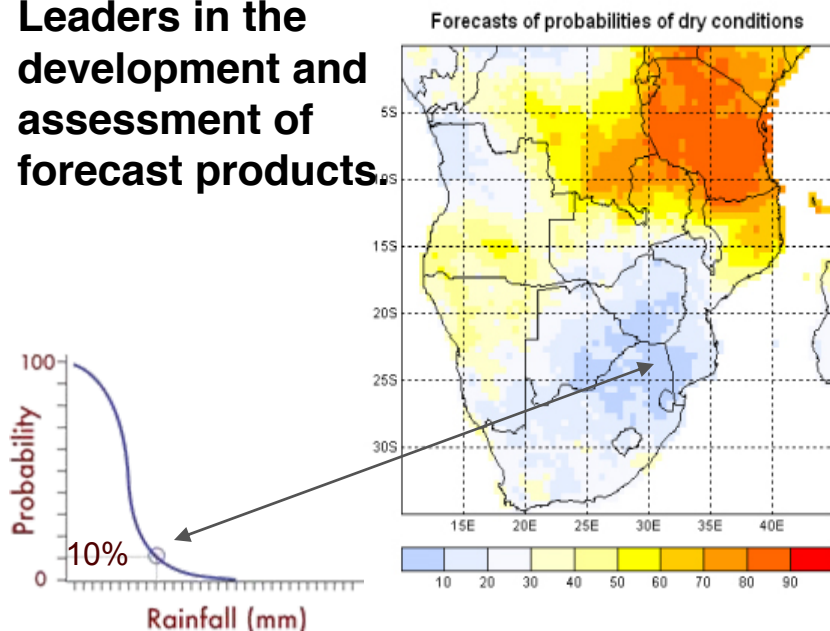 Leaders in the
development and
assessment of
forecast products.
Forecasts of probabilities of dry conditions
5S
15S
20S
25S
30S
15E 20E 25E 30E 35E 40E
10 20 30 40 50 60 70 80 90
100
Probability
10%
0
Rainfall (mm)